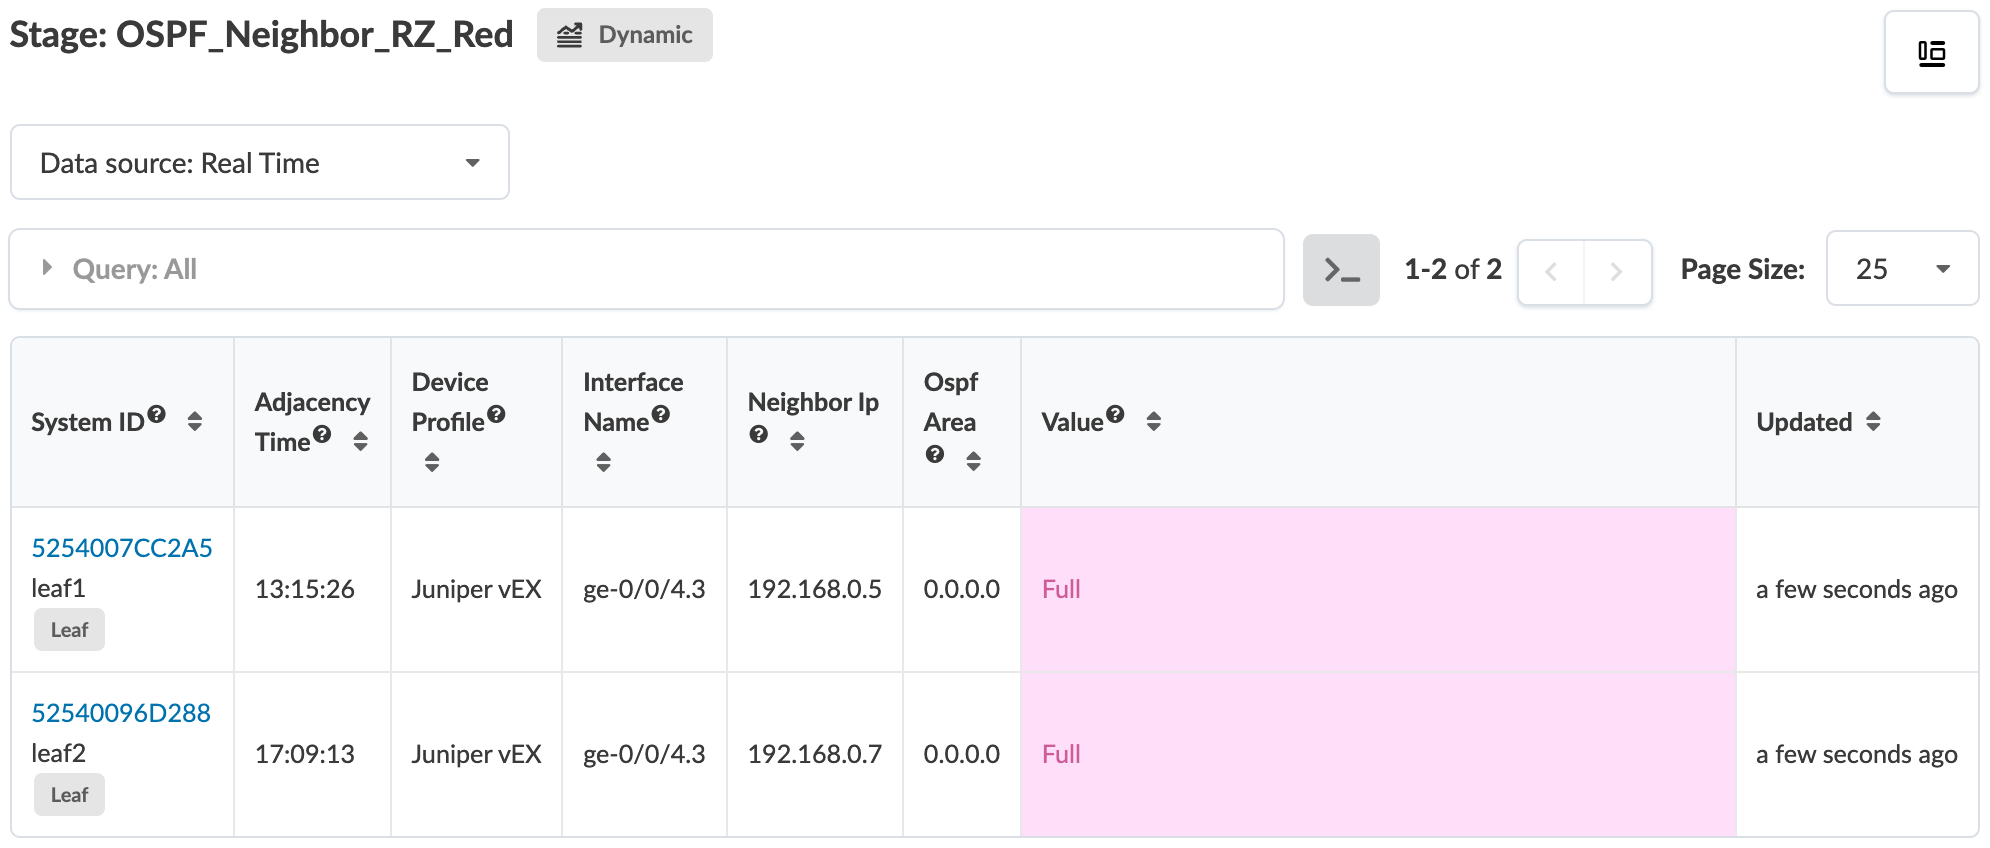 Stage: OSPF_Neighbor_RZ_Red
Dynamic
Data source: Real Time
Query: All
1-2 of 2
Page Size:
25
System ID
Adjacency
Time
Device
Profile
Interface
Name
Neighbor Ip
Ospf
Area
Value
Updated
5254007CC2A5
leaf1
Leaf
13:15:26
Juniper vEX
ge-0/0/4.3
192.168.0.5
0.0.0.0
Full
a few seconds ago
52540096D288
leaf2
Leaf
17:09:13
Juniper vEX
ge-0/0/4.3
192.168.0.7
0.0.0.0
Full
a few seconds ago